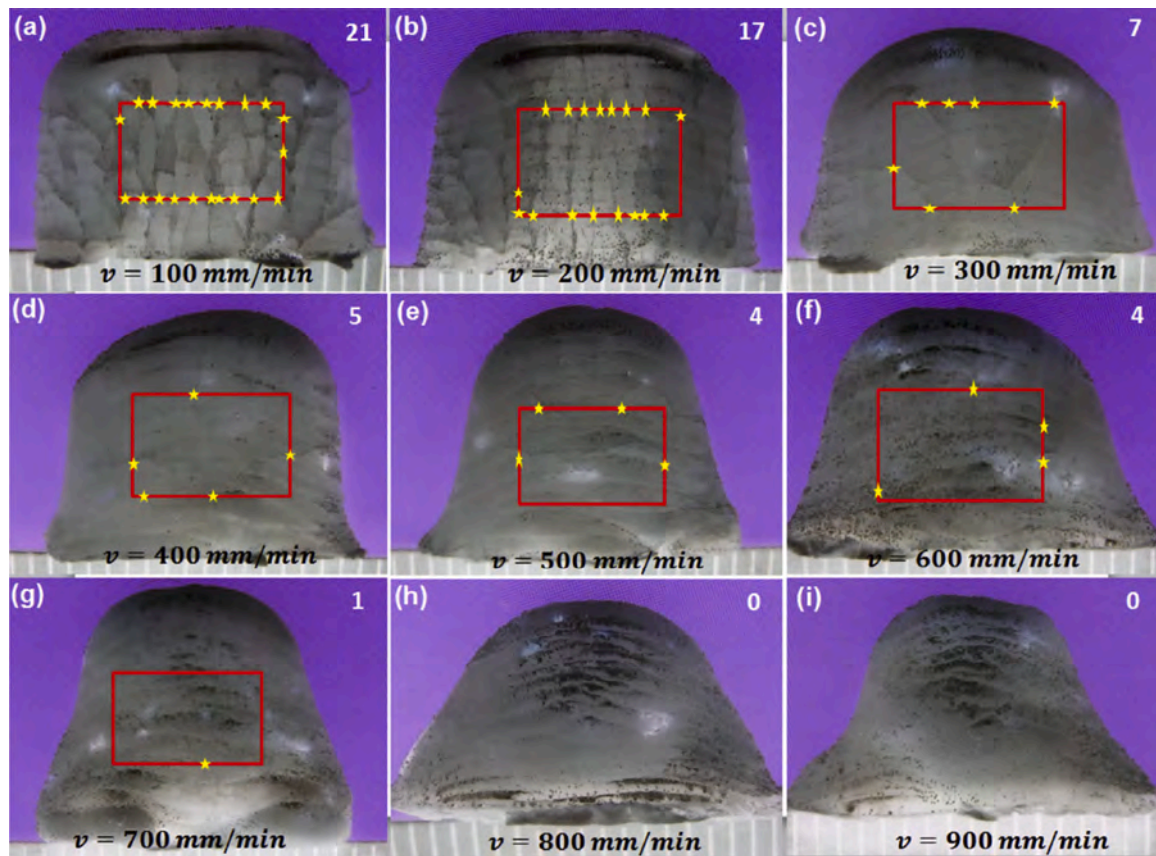 (a) 21
v = 100 mm/min
(b) 17
v = 200 mm/min
(c) 7
v = 300 mm/min
(d) 5
v = 400 mm/min
(e) 4
v = 500 mm/min
(f) 4
v = 600 mm/min
(g) 1
v = 700 mm/min
(h) 0
v = 800 mm/min
(i) 0
v = 900 mm/min